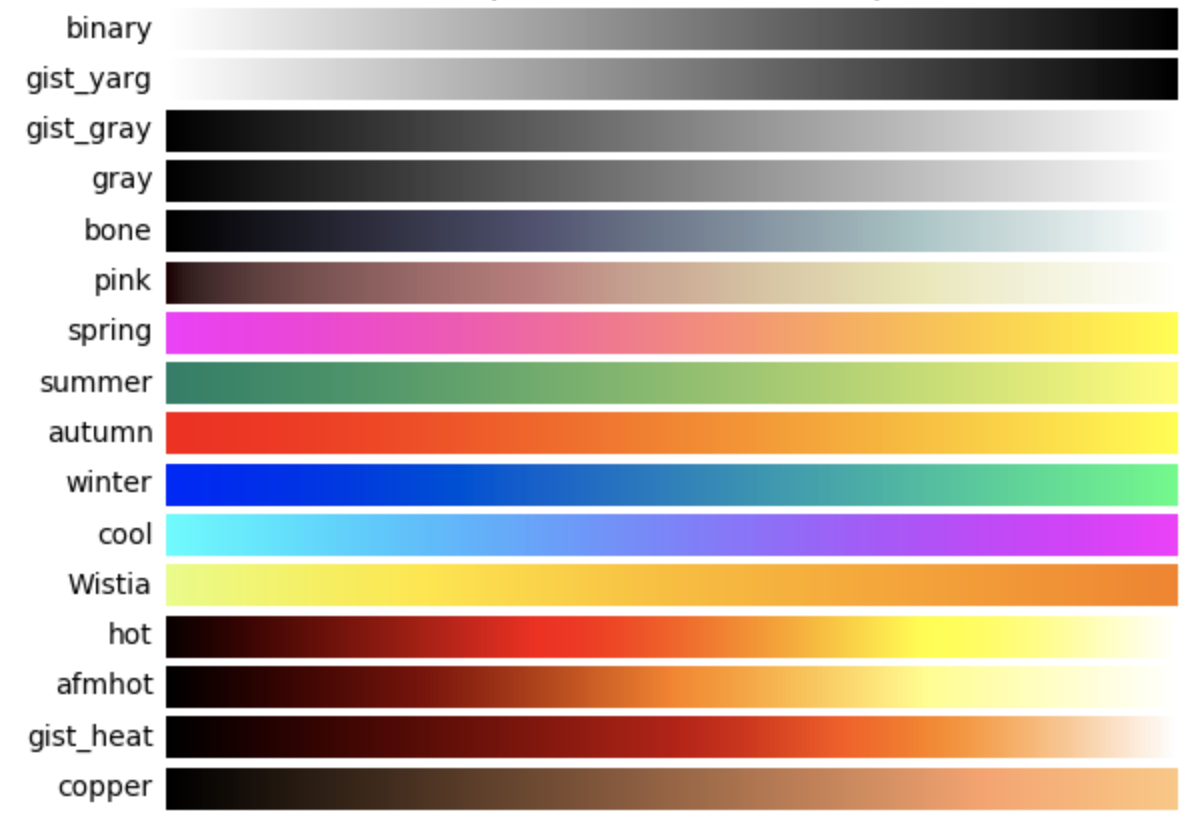 binary
gist_yarg
gist_gray
gray
bone
pink
spring
summer
autumn
winter
cool
Wistia
hot
afmhot
gist_heat
copper